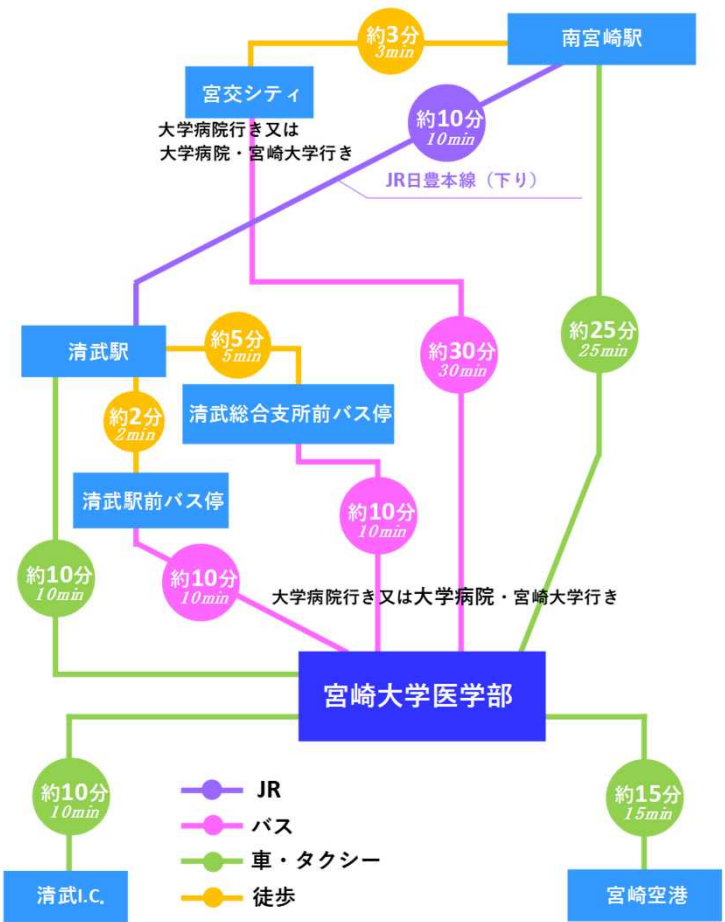 約3分
3min
南宮崎駅
宮交シティ
大学病院行き又は
大学病院・宮崎大学行き
約10分
10min
JR日豊本線（下り）
約25分
25min
清武駅
約5分
5min
約30分
30min
約2分
2min
清武総合支所前バス停
清武駅前バス停
約10分
10min
約10分
10min
約10分
10min
大学病院行き又は大学病院・宮崎大学行き
宮崎大学医学部
約10分
10min
約15分
15min
JR
バス
車・タクシー
徒歩
清武I.C.
宮崎空港